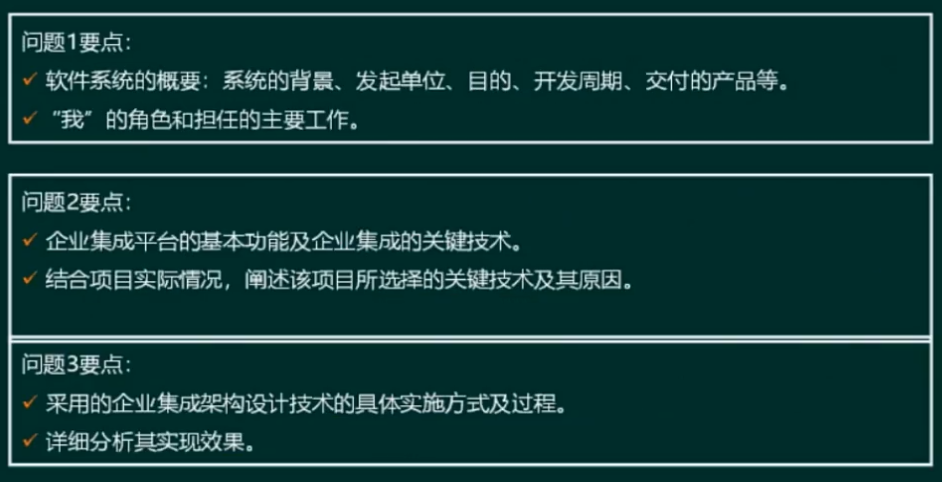 问题1要点：
✓ 软件系统的概要：系统的背景、发起单位、目的、开发周期、交付的产品等。
✓ “我”的角色和担任的主要工作。
问题2要点：
✓ 企业集成平台的基本功能及企业集成的关键技术。
✓ 结合项目实际情况，阐述该项目所选择的关键技术及其原因。
问题3要点：
✓ 采用的企业集成架构设计技术的具体实施方式及过程。
✓ 详细分析其实现效果。